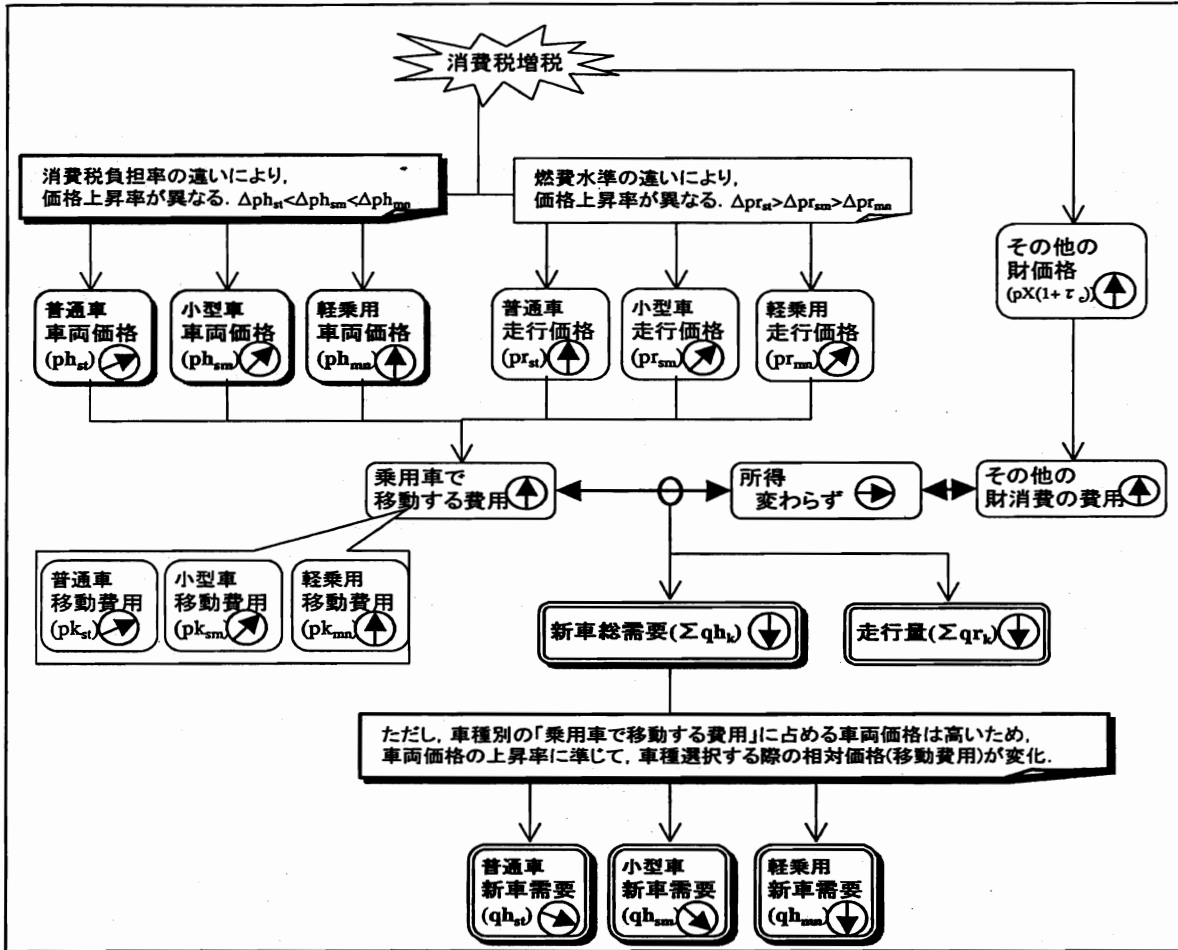 消費税増税
消費税負担率の違いにより，
価格上昇率が異なる．Δph_st<Δph_sm<Δph_mn
燃費水準の違いにより，
価格上昇率が異なる．Δpr_st>Δpr_sm>Δpr_mn
その他の
財価格
(pX(1+τ_c))
普通車
車両価格
(ph_st)
小型車
車両価格
(ph_sm)
軽乗用
車両価格
(ph_mn)
普通車
走行価格
(pr_st)
小型車
走行価格
(pr_sm)
軽乗用
走行価格
(pr_mn)
乗用車で
移動する費用
所得
変わらず
その他の
財消費の費用
普通車
移動費用
(pk_st)
小型車
移動費用
(pk_sm)
軽乗用
移動費用
(pk_mn)
新車総需要(Σqh_k)
走行量(Σqr_k)
ただし，車種別の「乗用車で移動する費用」に占める車両価格は高いため，
車両価格の上昇率に準じて，車種選択する際の相対価格(移動費用)が変化．
普通車
新車需要
(qh_st)
小型車
新車需要
(qh_sm)
軽乗用
新車需要
(qh_mn)